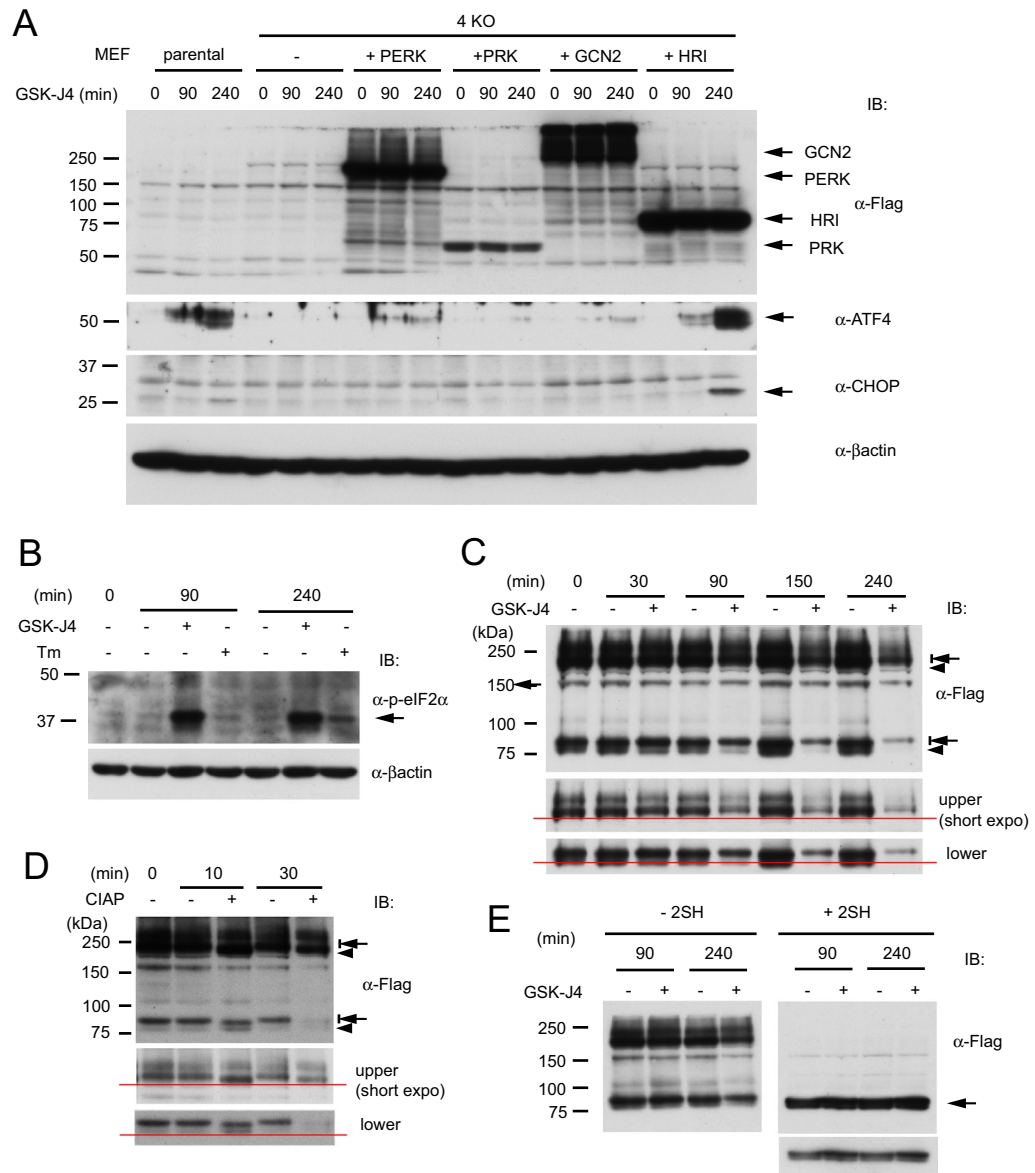 A
4 KO
MEF parental - + PERK +PRK + GCN2 + HRI
GSK-J4 (min) 0 90 240 0 90 240 0 90 240 0 90 240 0 90 240 0 90 240
IB:
250
150
100
75
50
GCN2
PERK
α-Flag
HRI
PRK
50
α-ATF4
37
25
α-CHOP
α-βactin
B
(min) 0 90 240
GSK-J4 - - + - - + -
Tm - - - + - - +
IB:
50
37
α-p-eIF2α
α-βactin
C
(min) 0 30 90 150 240
GSK-J4 - - + - + - + - +
IB:
(kDa)
250
150
100
75
α-Flag
upper
(short expo)
lower
D
(min) 0 10 30
CIAP - - + - +
IB:
(kDa)
250
150
100
75
α-Flag
upper
(short expo)
lower
E
- 2SH + 2SH
(min) 90 240 90 240
IB:
GSK-J4 - + - + - + - +
250
150
100
75
α-Flag